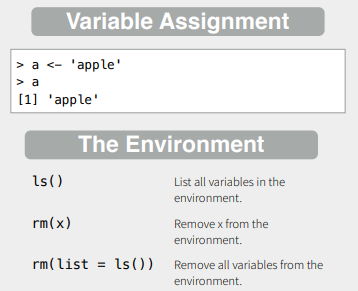 Variable Assignment
> a <- 'apple'
> a
[1] 'apple'
The Environment
ls() List all variables in the
environment.
rm(x) Remove x from the
environment.
rm(list = ls()) Remove all variables from the
environment.